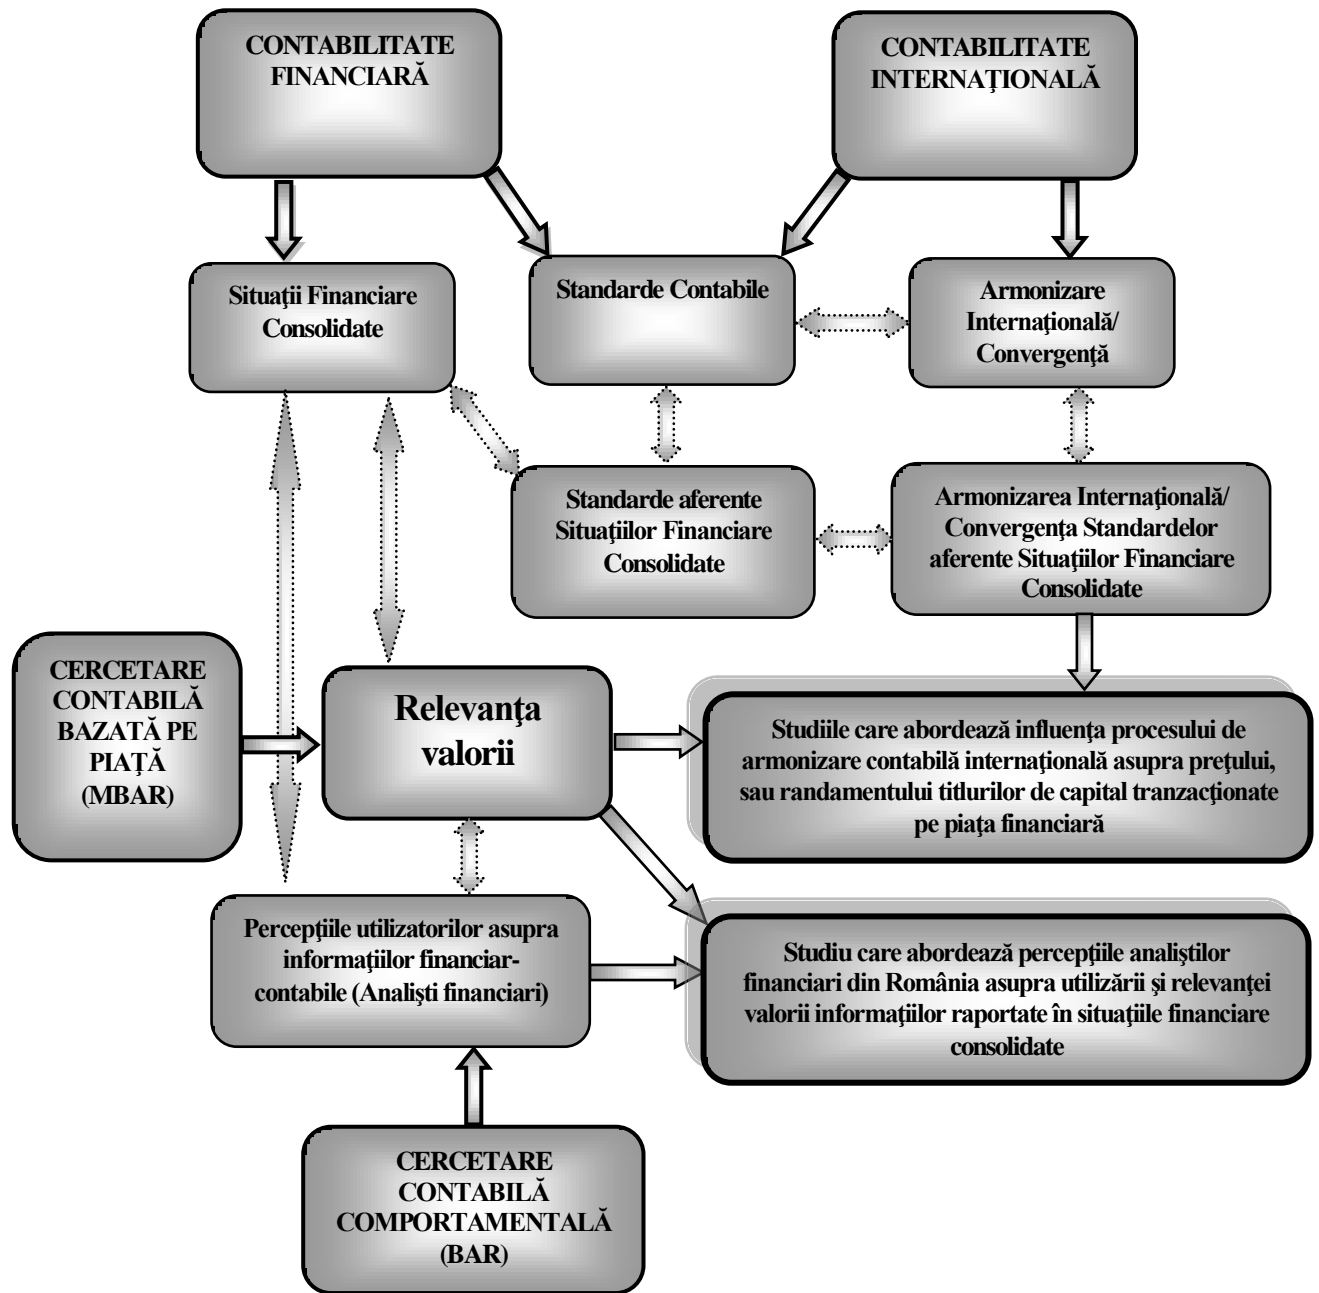 CONTABILITATE
FINANCIARĂ
CONTABILITATE
INTERNAŢIONALĂ
Situaţii Financiare
Consolidate
Standarde Contabile
Armonizare
Internaţională/
Convergenţă
Standarde aferente
Situaţiilor Financiare
Consolidate
Armonizarea Internaţională/
Convergenţa Standardelor
aferente Situaţiilor Financiare
Consolidate
CERCETARE
CONTABILĂ
BAZATĂ PE
PIAŢĂ
(MBAR)
Relevanţa
valorii
Studiile care abordează influenţa procesului de
armonizare contabilă internaţională asupra preţului,
sau randamentului titlurilor de capital tranzacţionate
pe piaţa financiară
Percepţiile utilizatorilor asupra
informaţiilor financiar-
contabile (Analişti financiari)
Studiu care abordează percepţiile analiştilor
financiari din România asupra utilizării şi relevanţei
valorii informaţiilor raportate în situaţiile financiare
consolidate
CERCETARE
CONTABILĂ
COMPORTAMENTALĂ
(BAR)